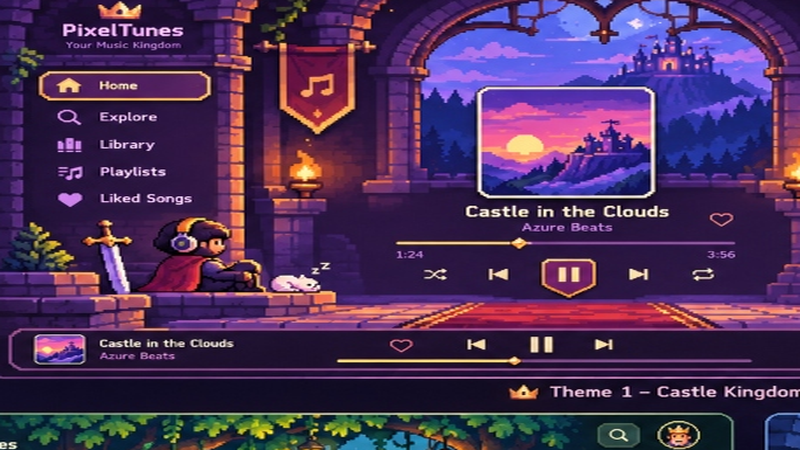 PixelTunes
Your Music Kingdom
Home
Explore
Library
Playlists
Liked Songs
z z z
Castle in the Clouds
Azure Beats
1:24
3:56
Castle in the Clouds
Azure Beats
Theme 1 – Castle Kingdom
es